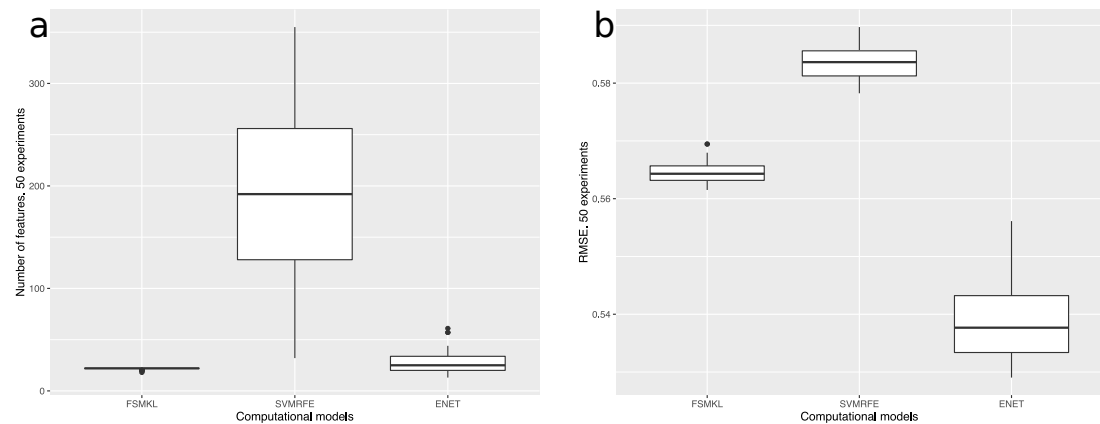 a
Number of features. 50 experiments
300
200
100
0
FSMKL
SVMRFE
ENET
Computational models
b
RMSE. 50 experiments
0.58
0.56
0.54
FSMKL
SVMRFE
ENET
Computational models